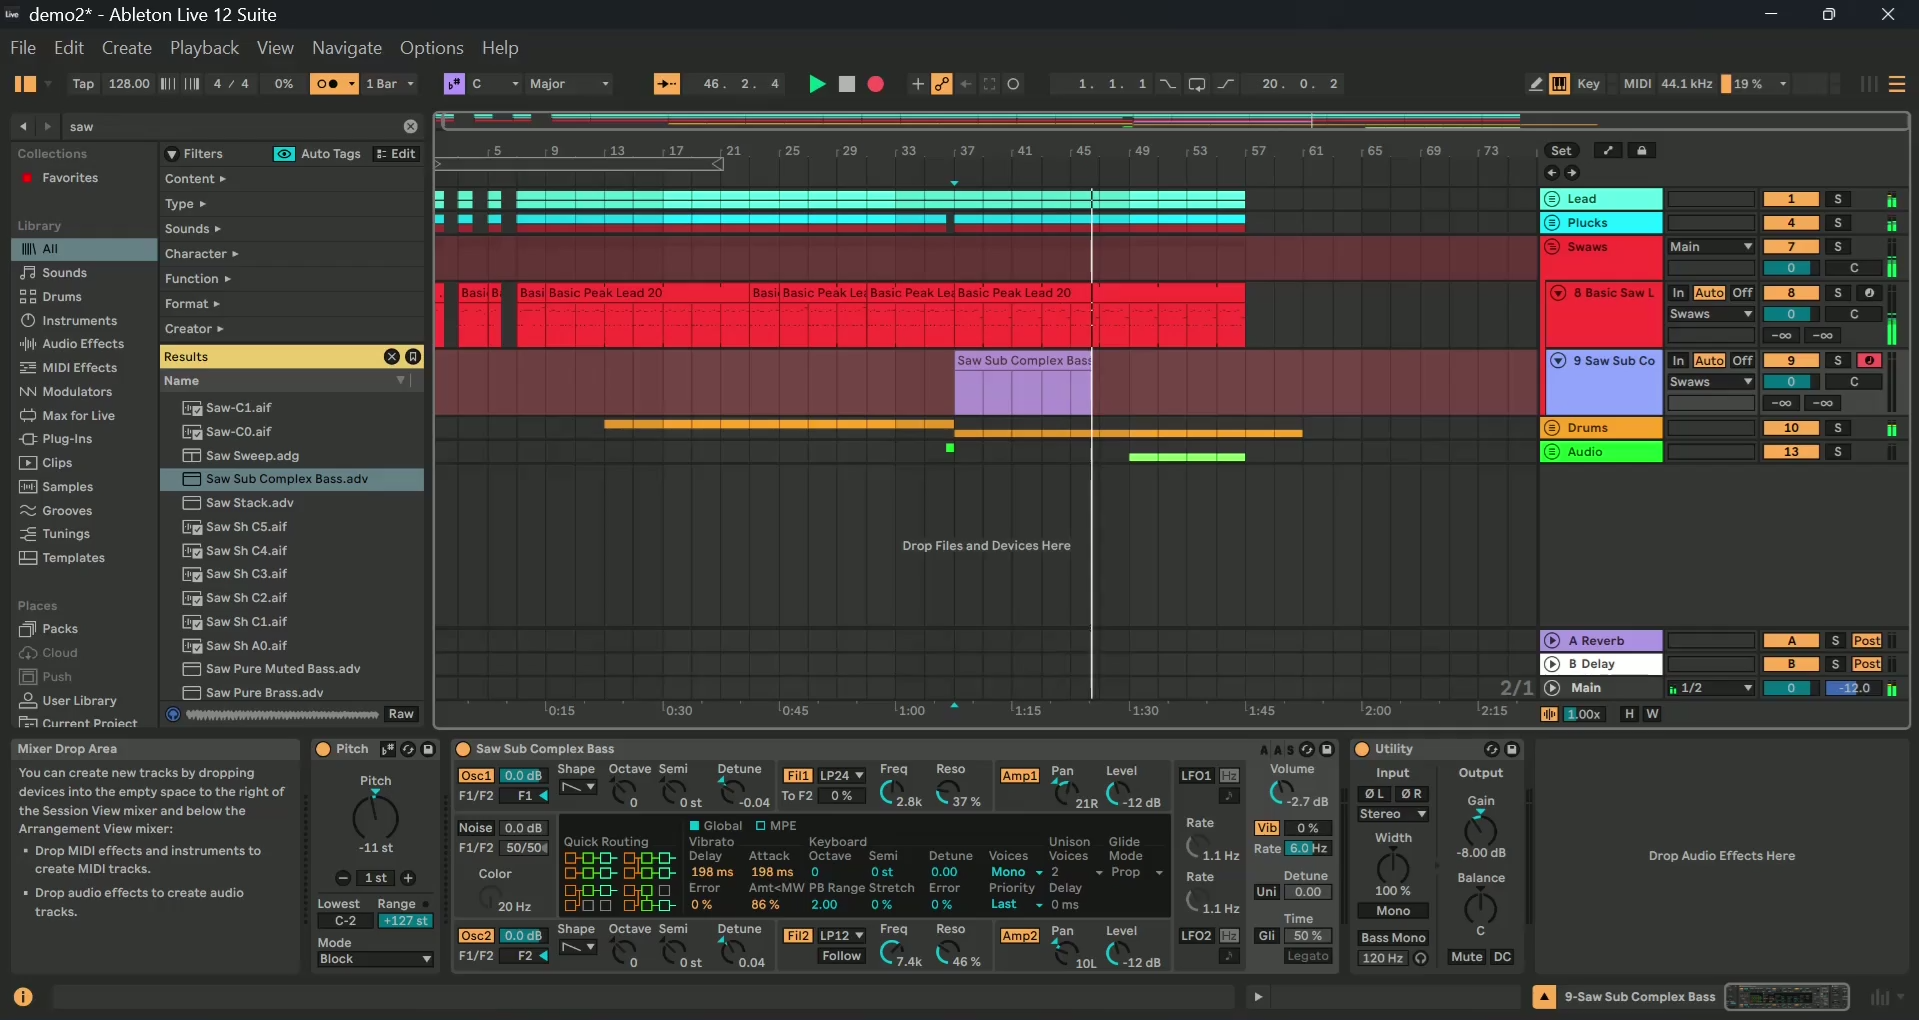 demo2* - Ableton Live 12 Suite
File Edit Create Playback View Navigate Options Help
Tap 128.00 4 / 4 0% 1 Bar C Major 46. 2. 4 1. 1. 1 20. 0. 2 Key MIDI 44.1 kHz 19 %
saw
Collections
Favorites
Library
All
Sounds
Drums
Instruments
Audio Effects
MIDI Effects
Modulators
Max for Live
Plug-Ins
Clips
Samples
Grooves
Tunings
Templates
Places
Packs
Cloud
Push
User Library
Current Project
Filters Auto Tags Edit
Content
Type
Sounds
Character
Function
Format
Creator
Results
Name
Saw-C1.aif
Saw-C0.aif
Saw Sweep.adg
Saw Sub Complex Bass.adv
Saw Stack.adv
Saw Sh C5.aif
Saw Sh C4.aif
Saw Sh C3.aif
Saw Sh C2.aif
Saw Sh C1.aif
Saw Sh A0.aif
Saw Pure Muted Bass.adv
Saw Pure Brass.adv
Raw
5 9 13 17 21 25 29 33 37 41 45 49 53 57 61 65 69 73
Set
Lead 1 S
Plucks 4 S
Swaws Main 7 S
0 C
Basi B Basi Basic Peak Lead 20 Basi Basic Peak Lea Basic Peak Lea Basic Peak Lead 20
8 Basic Saw L In Auto Off 8 S
Swaws 0 C
-∞ -∞
Saw Sub Complex Bass
9 Saw Sub Co In Auto Off 9 S
Swaws 0 C
-∞ -∞
Drums 10 S
Audio 13 S
Drop Files and Devices Here
A Reverb A S Post
B Delay B S Post
2/1 Main 1/2 0 -12.0
0:15 0:30 0:45 1:00 1:15 1:30 1:45 2:00 2:15
1.00x H W
Mixer Drop Area
You can create new tracks by dropping
devices into the empty space to the right of
the Session View mixer and below the
Arrangement View mixer:
Drop MIDI effects and instruments to
create MIDI tracks.
Drop audio effects to create audio
tracks.
Pitch
Pitch
-11 st
1 st
Lowest Range
C-2 +127 st
Mode
Block
Saw Sub Complex Bass A A S
Osc1 0.0 dB Shape Octave Semi Detune
F1/F2 F1 0 0 st -0.04
Fil1 LP24 Freq Reso
To F2 0 % 2.8k 37 %
Amp1 Pan Level
21R -12 dB
LFO1 Hz
Volume
-2.7 dB
Noise 0.0 dB
F1/F2 50/50
Color
20 Hz
Quick Routing
Global MPE
Vibrato Keyboard Unison Glide
Delay Attack Octave Semi Detune Voices Voices Mode
198 ms 198 ms 0 0 st 0.00 Mono 2 Prop
Error Amt<MW PB Range Stretch Error Priority Delay
0 % 86 % 2.00 0 % 0 % Last 0 ms
Rate
1.1 Hz
Rate
1.1 Hz
Vib 0 %
Rate 6.0 Hz
Detune
Uni 0.00
Time
Gli 50 %
Legato
Osc2 0.0 dB Shape Octave Semi Detune
F1/F2 F2 0 0 st 0.04
Fil2 LP12 Freq Reso
Follow 7.4k 46 %
Amp2 Pan Level
10L -12 dB
LFO2 Hz
Utility
Input Output
Ø L Ø R Gain
Stereo
Width
-8.00 dB
100 % Balance
Mono
Bass Mono C
120 Hz Mute DC
Drop Audio Effects Here
9-Saw Sub Complex Bass